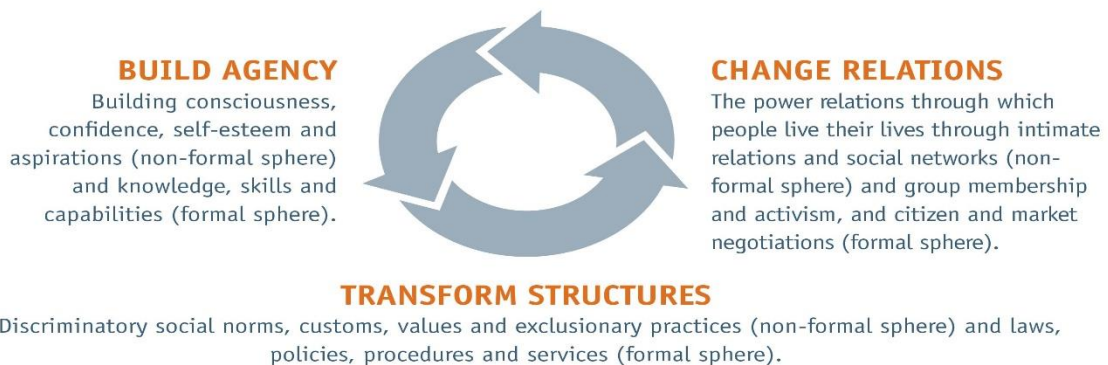 BUILD AGENCY
Building consciousness,
confidence, self-esteem and
aspirations (non-formal sphere)
and knowledge, skills and
capabilities (formal sphere).
CHANGE RELATIONS
The power relations through which
people live their lives through intimate
relations and social networks (non-
formal sphere) and group membership
and activism, and citizen and market
negotiations (formal sphere).
TRANSFORM STRUCTURES
Discriminatory social norms, customs, values and exclusionary practices (non-formal sphere) and laws,
policies, procedures and services (formal sphere).